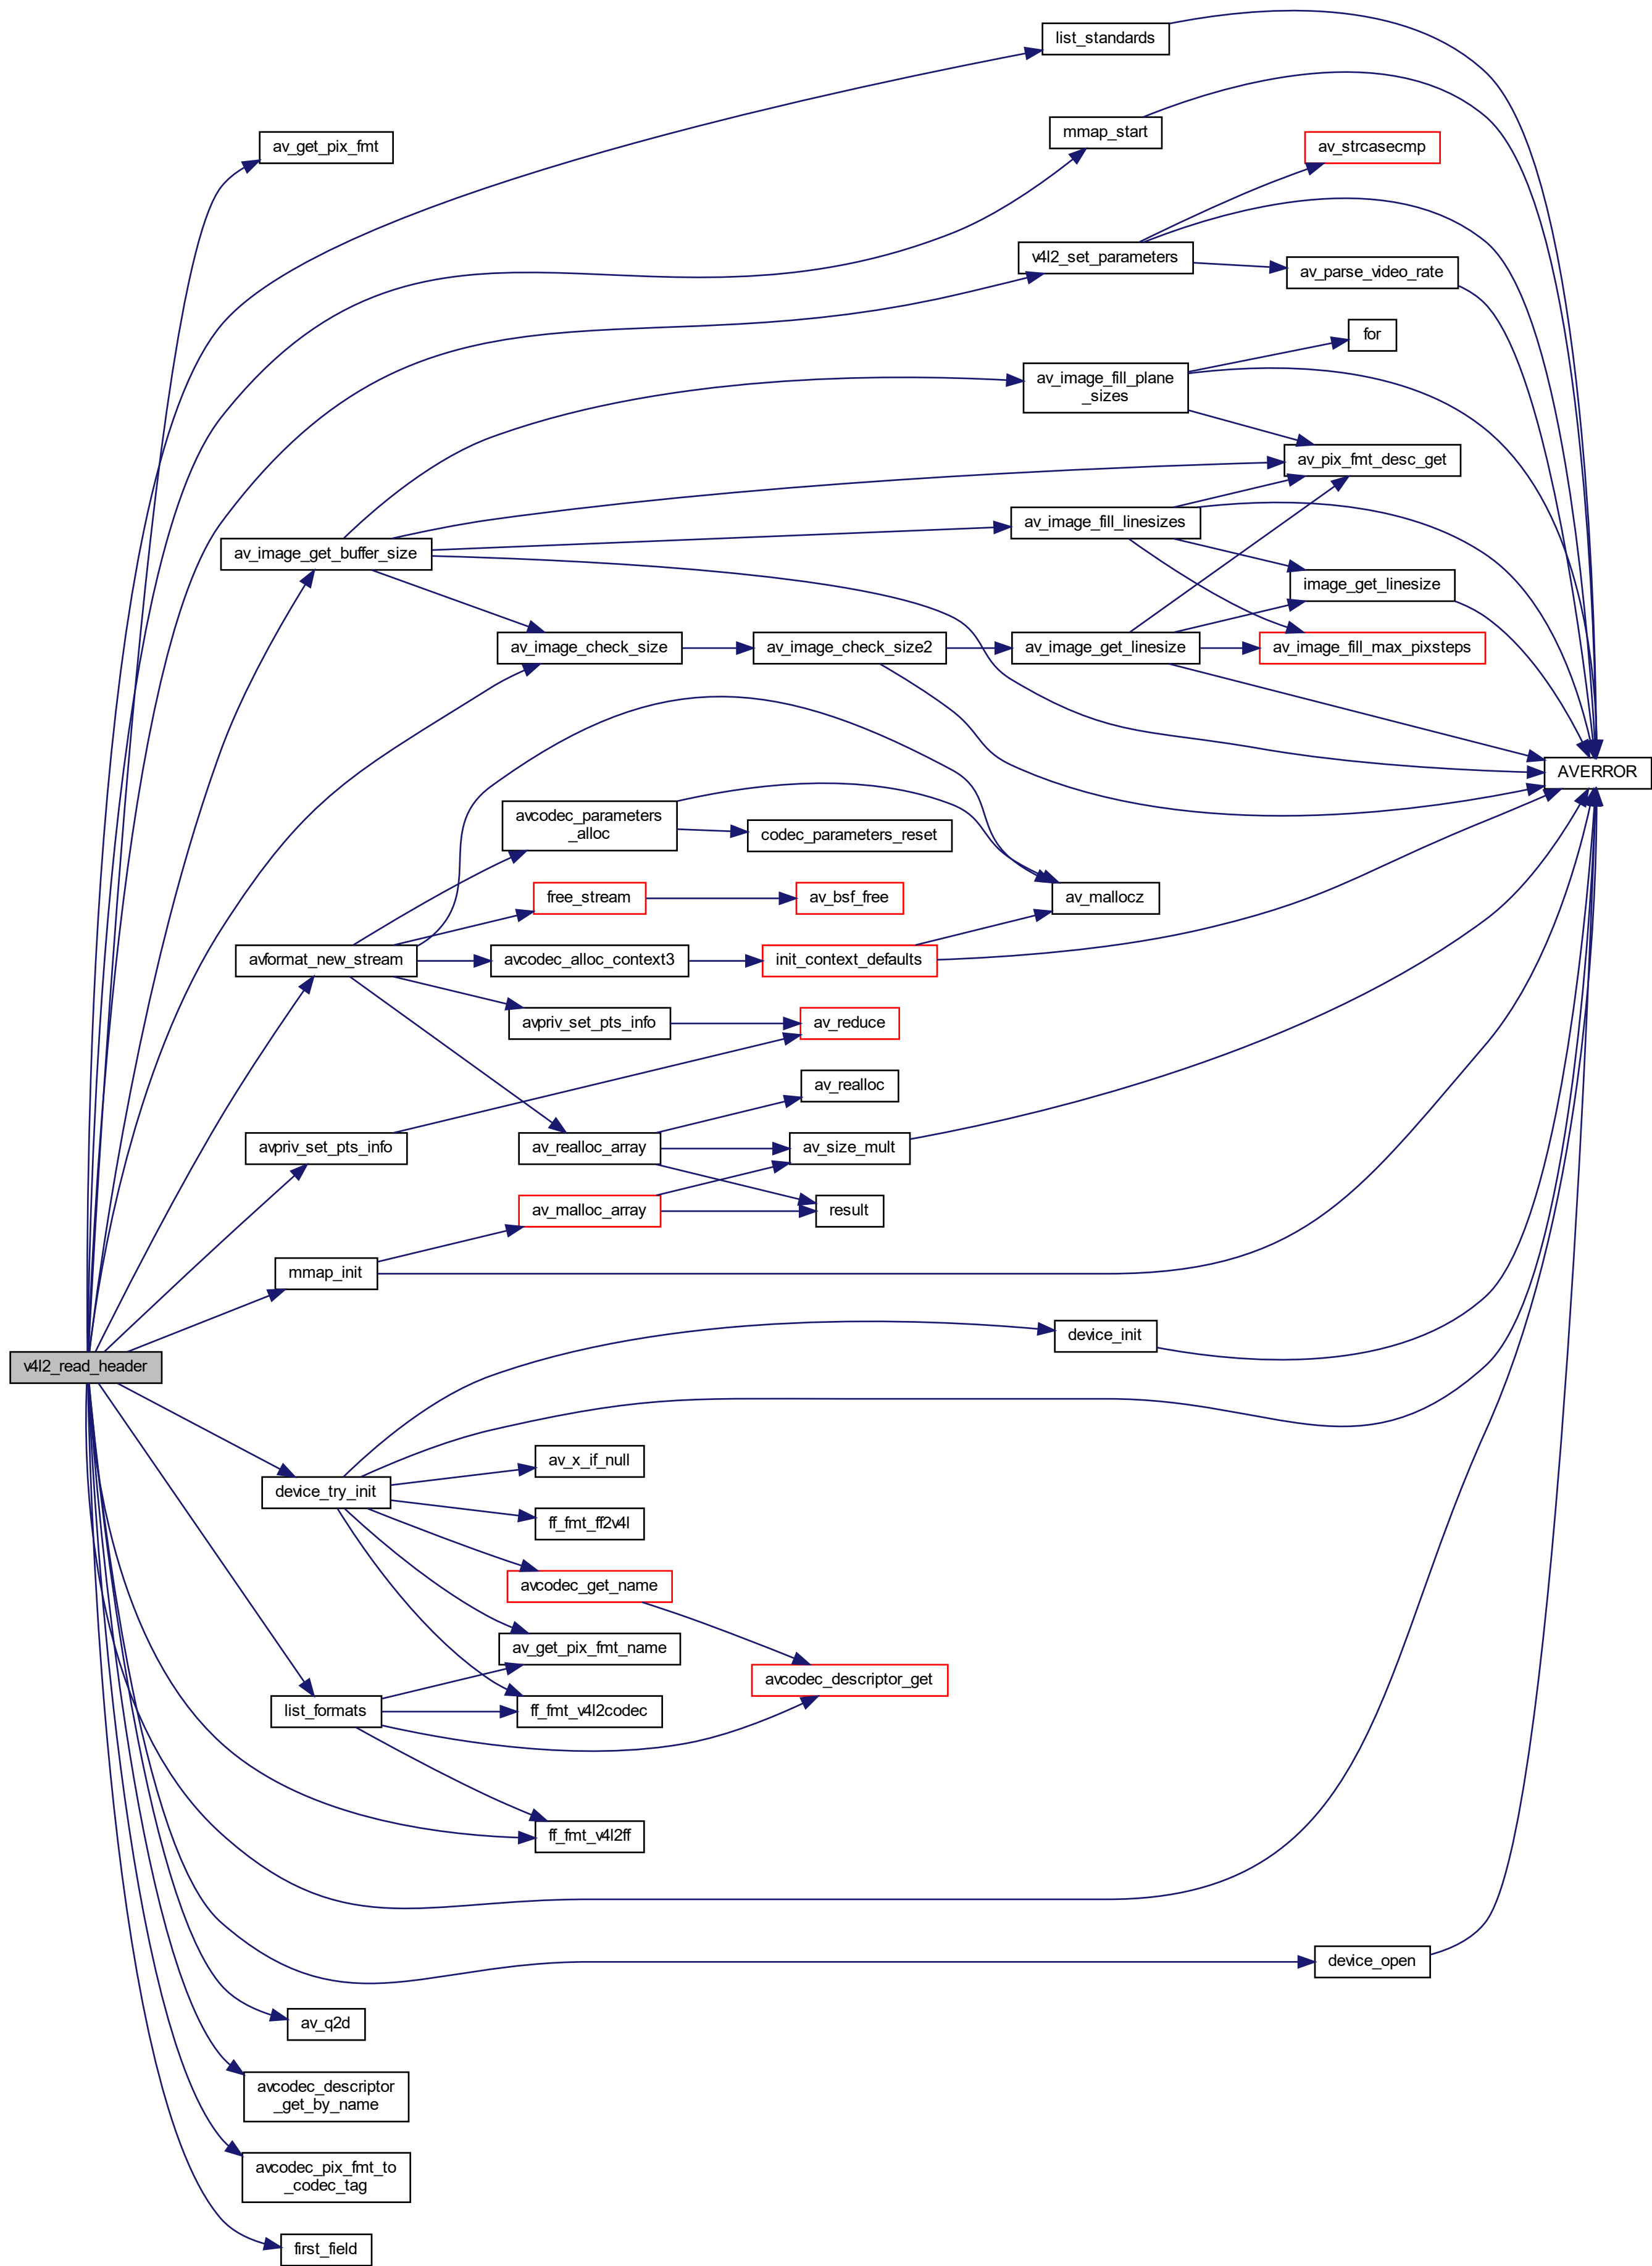 list_standards
mmap_start
av_get_pix_fmt
av_strcasecmp
v4l2_set_parameters
av_parse_video_rate
for
av_image_fill_plane
_sizes
av_pix_fmt_desc_get
av_image_fill_linesizes
av_image_get_buffer_size
image_get_linesize
av_image_check_size
av_image_check_size2
av_image_get_linesize
av_image_fill_max_pixsteps
AVERROR
avcodec_parameters
_alloc
codec_parameters_reset
free_stream
av_bsf_free
av_mallocz
avformat_new_stream
avcodec_alloc_context3
init_context_defaults
avpriv_set_pts_info
av_reduce
av_realloc
avpriv_set_pts_info
av_realloc_array
av_size_mult
av_malloc_array
result
mmap_init
device_init
v4l2_read_header
av_x_if_null
device_try_init
ff_fmt_ff2v4l
avcodec_get_name
av_get_pix_fmt_name
avcodec_descriptor_get
list_formats
ff_fmt_v4l2codec
ff_fmt_v4l2ff
device_open
av_q2d
avcodec_descriptor
_get_by_name
avcodec_pix_fmt_to
_codec_tag
first_field